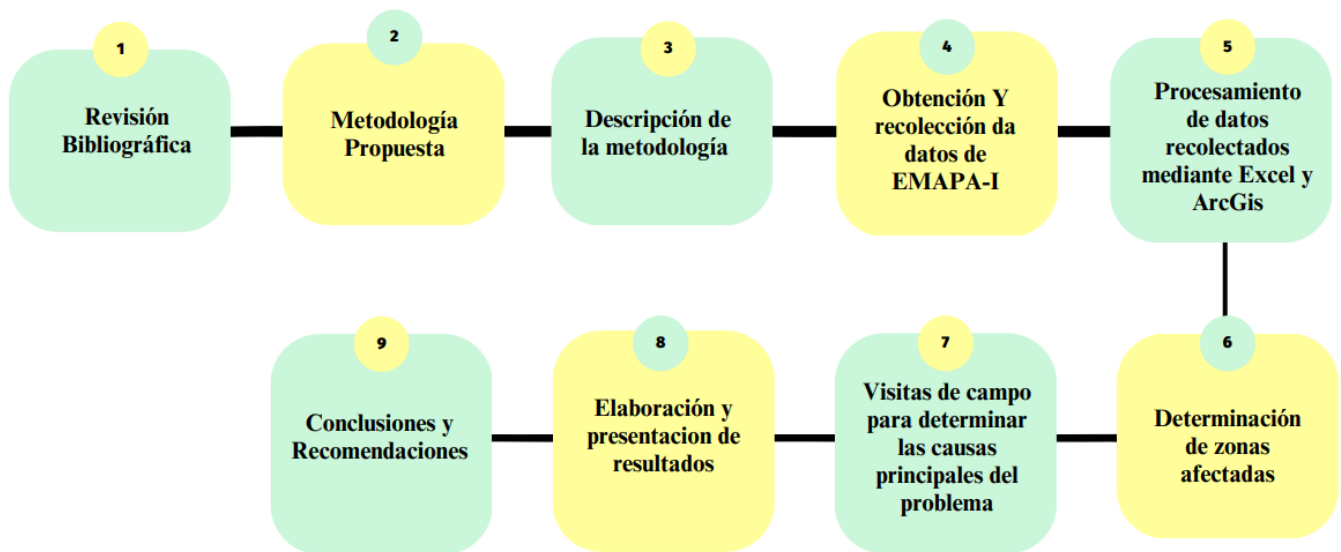 1
Revisión
Bibliográfica
2
Metodología
Propuesta
3
Descripción de
la metodología
4
Obtención Y
recolección da
datos de
EMAPA-I
5
Procesamiento
de datos
recolectados
mediante Excel y
ArcGis
6
Determinación
de zonas
afectadas
7
Visitas de campo
para determinar
las causas
principales del
problema
8
Elaboración y
presentacion de
resultados
9
Conclusiones y
Recomendaciones